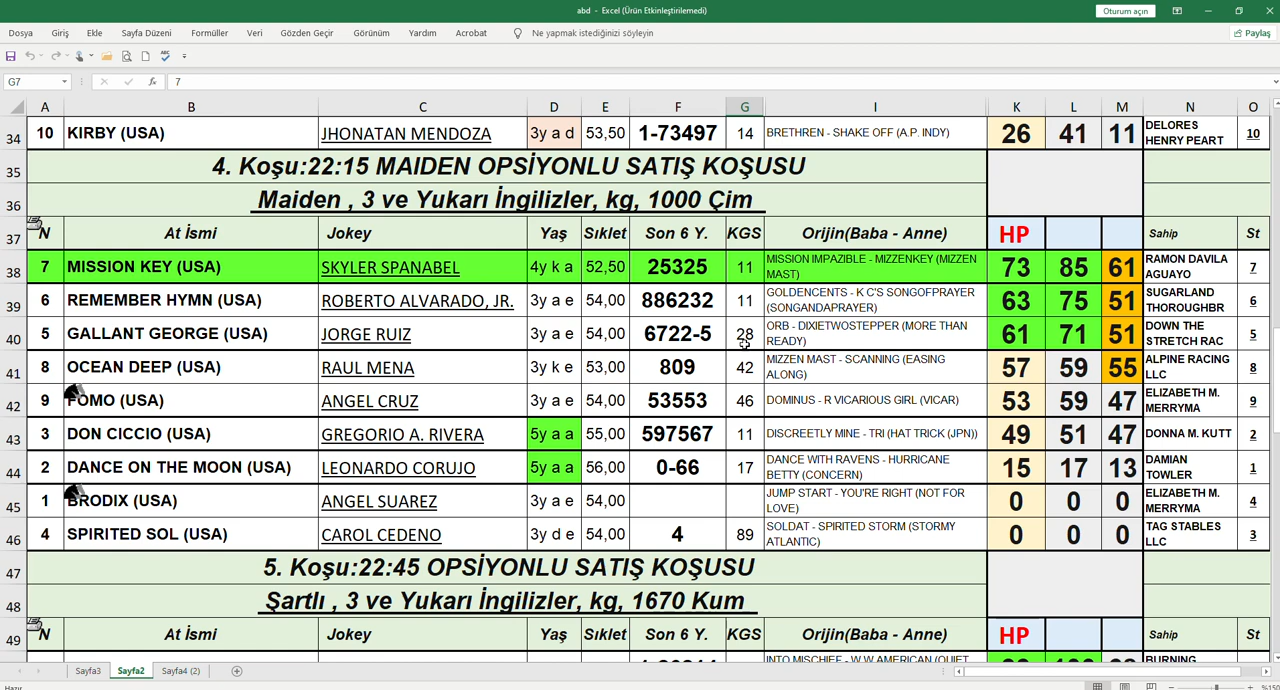 abd - Excel (Ürün Etkinleştirilemedi)
Oturum açın
Dosya Giriş Ekle Sayfa Düzeni Formüller Veri Gözden Geçir Görünüm Yardım Acrobat Ne yapmak istediğinizi söyleyin Paylaş
G7 fx 7
A B C D E F G I K L M N O
34 10 KIRBY (USA) JHONATAN MENDOZA 3y a d 53,50 1-73497 14 BRETHREN - SHAKE OFF (A.P. INDY) 26 41 11 DELORES HENRY PEART 10
35 4. Koşu:22:15 MAIDEN OPSİYONLU SATIŞ KOŞUSU
36 Maiden , 3 ve Yukarı İngilizler, kg, 1000 Çim
37 N At İsmi Jokey Yaş Sıklet Son 6 Y. KGS Orijin(Baba - Anne) HP Sahip St
38 7 MISSION KEY (USA) SKYLER SPANABEL 4y k a 52,50 25325 11 MISSION IMPAZIBLE - MIZZENKEY (MIZZEN MAST) 73 85 61 RAMON DAVILA AGUAYO 7
39 6 REMEMBER HYMN (USA) ROBERTO ALVARADO, JR. 3y a e 54,00 886232 11 GOLDENCENTS - K C'S SONGOFPRAYER (SONGANDAPRAYER) 63 75 51 SUGARLAND THOROUGHBR 6
40 5 GALLANT GEORGE (USA) JORGE RUIZ 3y a e 54,00 6722-5 28 ORB - DIXIETWOSTEPPER (MORE THAN READY) 61 71 51 DOWN THE STRETCH RAC 5
41 8 OCEAN DEEP (USA) RAUL MENA 3y k e 53,00 809 42 MIZZEN MAST - SCANNING (EASING ALONG) 57 59 55 ALPINE RACING LLC 8
42 9 FOMO (USA) ANGEL CRUZ 3y a e 54,00 53553 46 DOMINUS - R VICARIOUS GIRL (VICAR) 53 59 47 ELIZABETH M. MERRYMA 9
43 3 DON CICCIO (USA) GREGORIO A. RIVERA 5y a a 55,00 597567 11 DISCREETLY MINE - TRI (HAT TRICK (JPN)) 49 51 47 DONNA M. KUTT 2
44 2 DANCE ON THE MOON (USA) LEONARDO CORUJO 5y a a 56,00 0-66 17 DANCE WITH RAVENS - HURRICANE BETTY (CONCERN) 15 17 13 DAMIAN TOWLER 1
45 1 BRODIX (USA) ANGEL SUAREZ 3y a e 54,00 JUMP START - YOU'RE RIGHT (NOT FOR LOVE) 0 0 0 ELIZABETH M. MERRYMA 4
46 4 SPIRITED SOL (USA) CAROL CEDENO 3y d e 54,00 4 89 SOLDAT - SPIRITED STORM (STORMY ATLANTIC) 0 0 0 TAG STABLES LLC 3
47 5. Koşu:22:45 OPSİYONLU SATIŞ KOŞUSU
48 Şartlı , 3 ve Yukarı İngilizler, kg, 1670 Kum
49 N At İsmi Jokey Yaş Sıklet Son 6 Y. KGS Orijin(Baba - Anne) HP Sahip St
INTO MISCHIEF - W W AMERICAN (QUIET BURNING
Sayfa3 Sayfa2 Sayfa4 (2)
Hazır %150